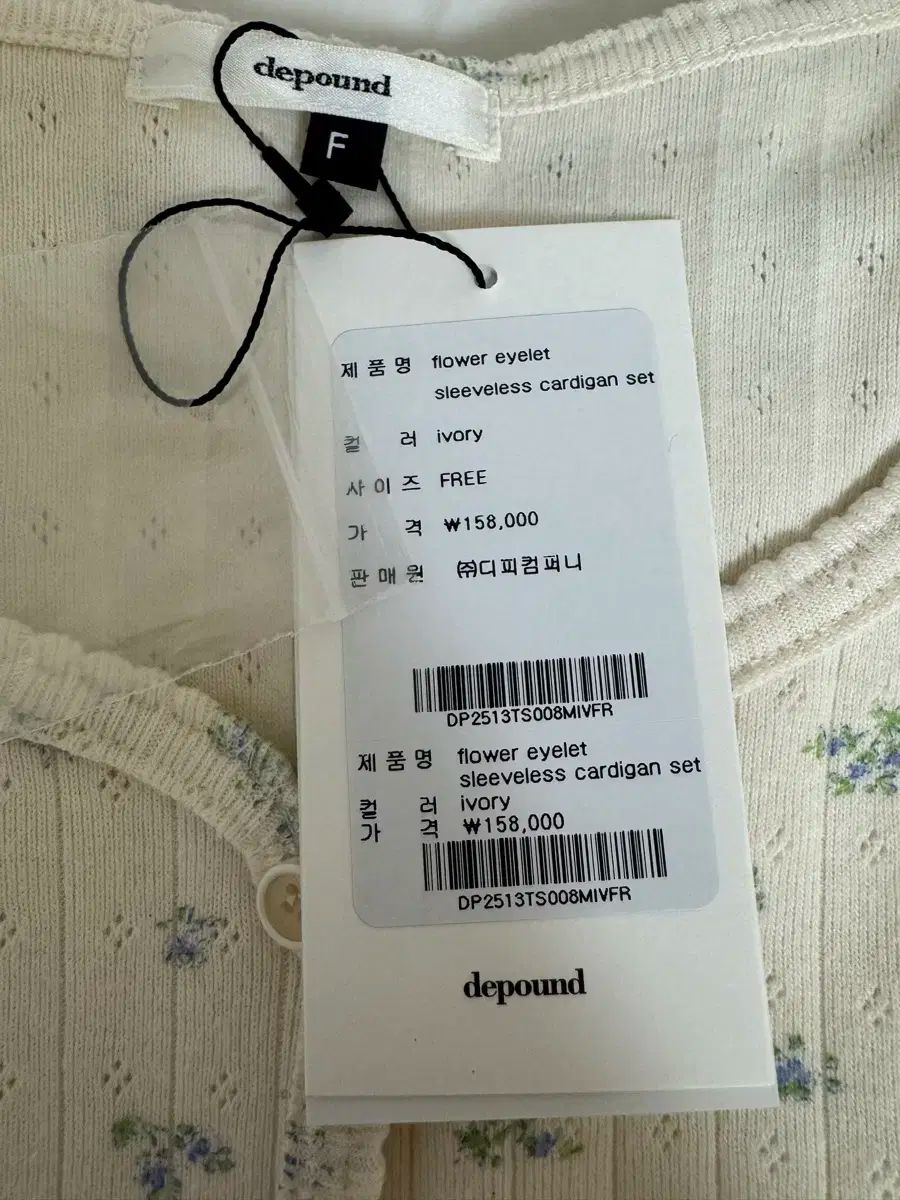 depound
F
제품명 flower eyelet
sleeveless cardigan set
컬 러 ivory
사이즈 FREE
가 격 ₩158,000
판매원 ㈜디피컴퍼니
DP2513TS008MIVFR
제품명 flower eyelet
sleeveless cardigan set
컬 러 ivory
가 격 ₩158,000
DP2513TS008MIVFR
depound